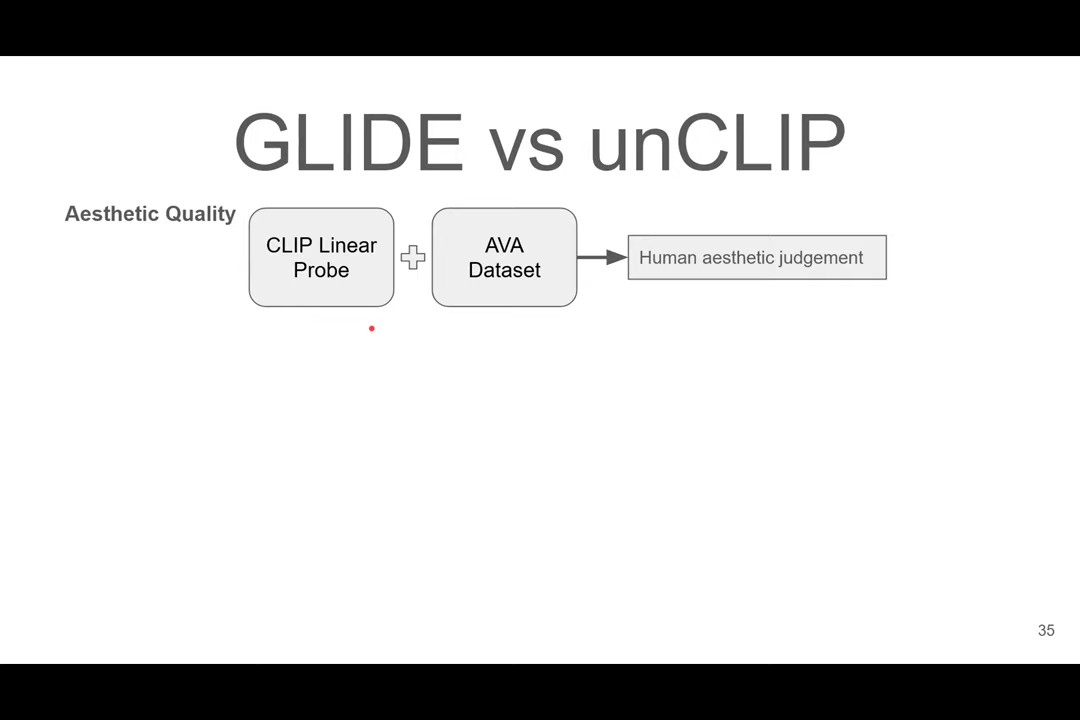 GLIDE vs unCLIP
Aesthetic Quality
CLIP Linear
Probe
AVA
Dataset
Human aesthetic judgement
35